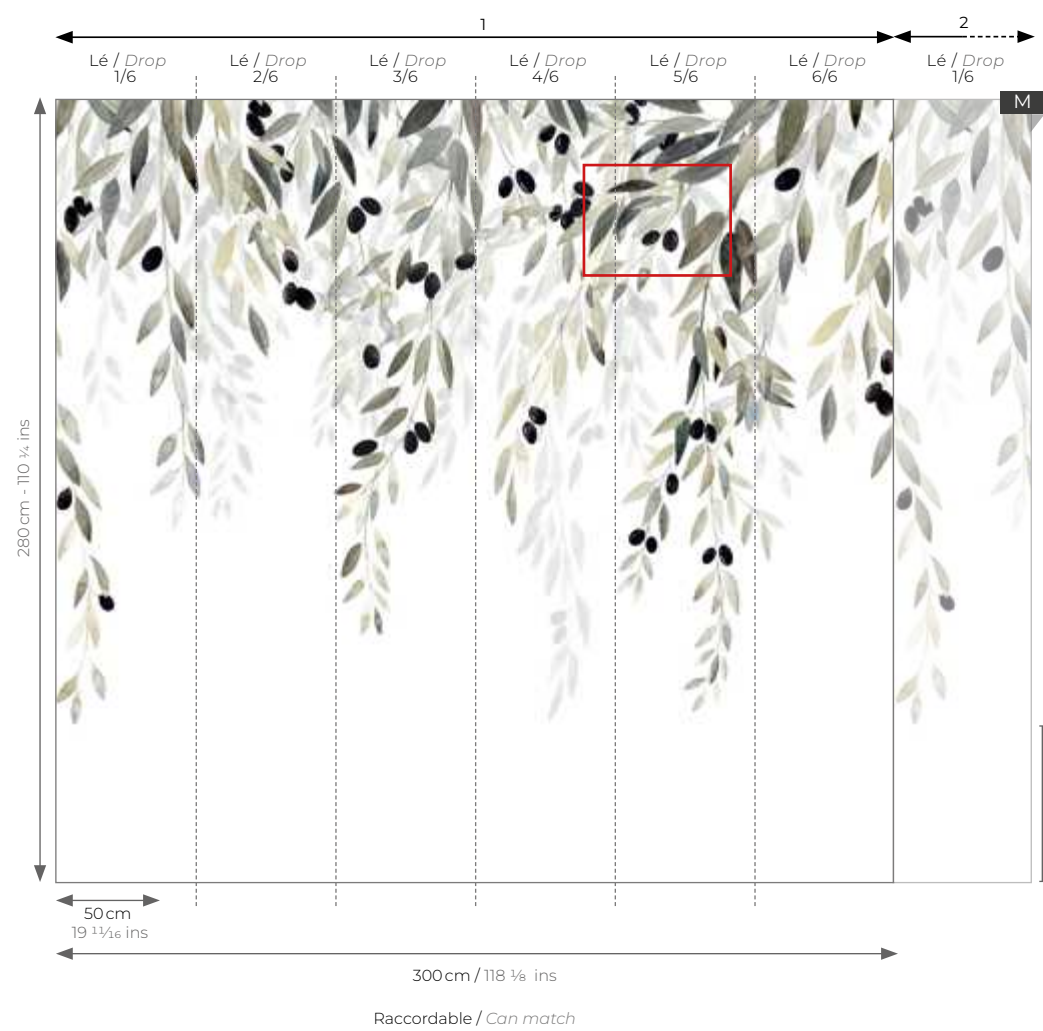 1
2
Lé / Drop
1/6
Lé / Drop
2/6
Lé / Drop
3/6
Lé / Drop
4/6
Lé / Drop
5/6
Lé / Drop
6/6
Lé / Drop
1/6
M
280 cm - 110 ¼ ins
50 cm
19 ¹¹⁄₁₆ ins
300 cm / 118 ⅛ ins
Raccordable / Can match